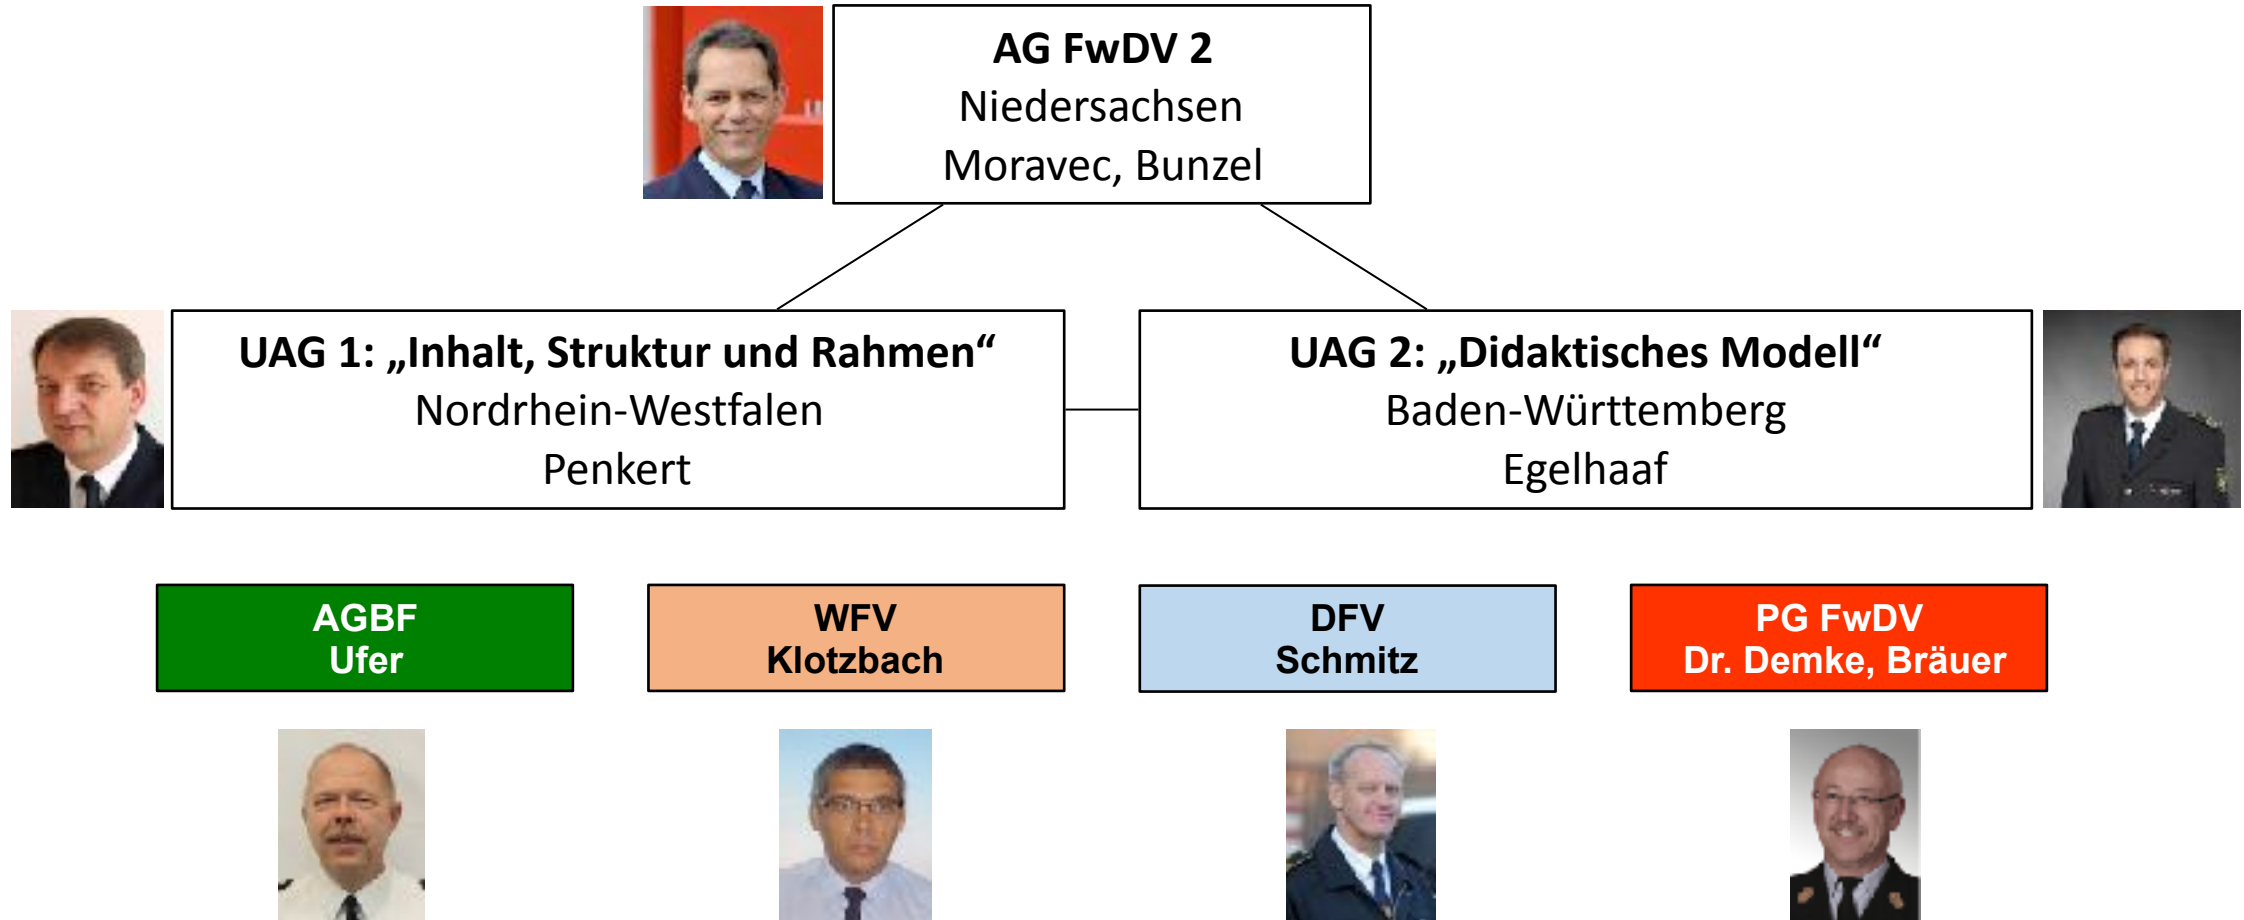 AG FwDV 2
Niedersachsen
Moravec, Bunzel
UAG 1: „Inhalt, Struktur und Rahmen“
Nordrhein-Westfalen
Penkert
UAG 2: „Didaktisches Modell“
Baden-Württemberg
Egelhaaf
AGBF
Ufer
WFV
Klotzbach
DFV
Schmitz
PG FwDV
Dr. Demke, Bräuer